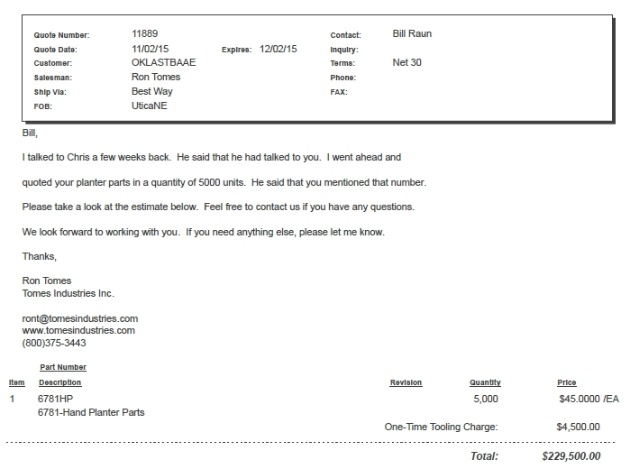 Quote Number: 11889 Contact: Bill Raun
Quote Date: 11/02/15 Expires: 12/02/15 Inquiry:
Customer: OKLASTBAAE Terms: Net 30
Salesman: Ron Tomes Phone:
Ship Via: Best Way FAX:
FOB: UticaNE
Bill,
I talked to Chris a few weeks back. He said that he had talked to you. I went ahead and
quoted your planter parts in a quantity of 5000 units. He said that you mentioned that number.
Please take a look at the estimate below. Feel free to contact us if you have any questions.
We look forward to working with you. If you need anything else, please let me know.
Thanks,
Ron Tomes
Tomes Industries Inc.
ront@tomesindustries.com
www.tomesindustries.com
(800)375-3443
Part Number
Item Description Revision Quantity Price
1 6781HP 5,000 $45.0000 /EA
6781-Hand Planter Parts
One-Time Tooling Charge: $4,500.00
Total: $229,500.00